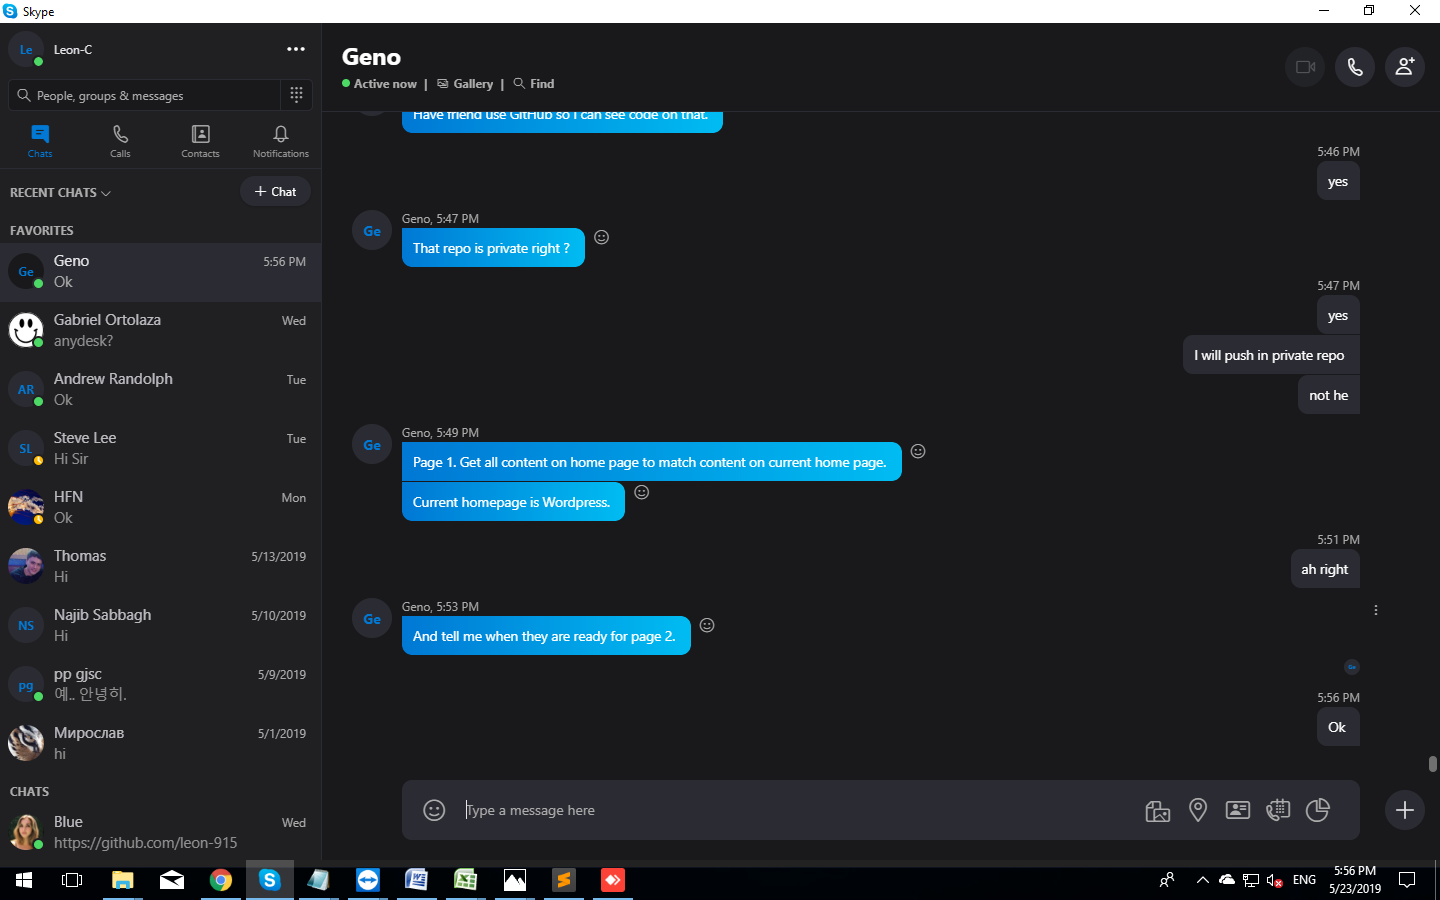 Skype
Le
Leon-C
People, groups & messages
Chats
Calls
Contacts
Notifications
RECENT CHATS
Chat
FAVORITES
Ge
Geno
5:56 PM
Ok
Gabriel Ortolaza
Wed
anydesk?
AR
Andrew Randolph
Tue
Ok
SL
Steve Lee
Tue
Hi Sir
HFN
Mon
Ok
Thomas
5/13/2019
Hi
NS
Najib Sabbagh
5/10/2019
Hi
pg
pp gjsc
5/9/2019
예.. 안녕히.
Мирослав
5/1/2019
hi
CHATS
Blue
Wed
https://github.com/leon-915
Geno
Active now | Gallery | Find
Have friend use GitHub so I can see code on that.
5:46 PM
yes
Geno, 5:47 PM
Ge
That repo is private right ?
5:47 PM
yes
I will push in private repo
not he
Geno, 5:49 PM
Ge
Page 1. Get all content on home page to match content on current home page.
Current homepage is Wordpress.
5:51 PM
ah right
Geno, 5:53 PM
Ge
And tell me when they are ready for page 2.
Ge
5:56 PM
Ok
Type a message here
ENG
5:56 PM
5/23/2019